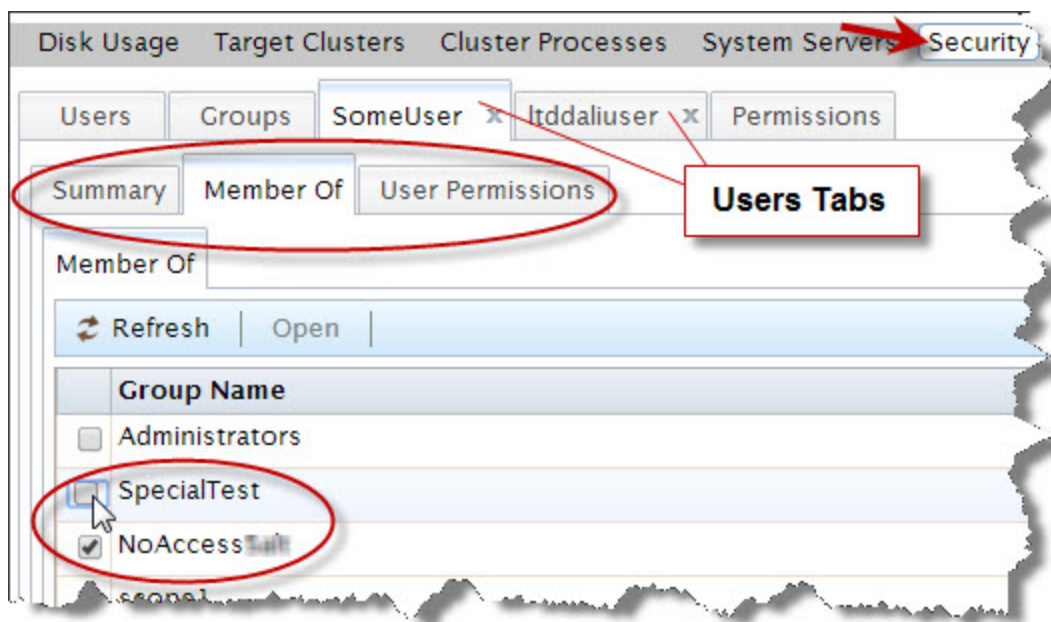 Disk Usage Target Clusters Cluster Processes System Servers Security
Users Groups SomeUser x ltddaliuser x Permissions
Users Tabs
Summary Member Of User Permissions
Member Of
Refresh Open
Group Name
Administrators
SpecialTest
NoAccess